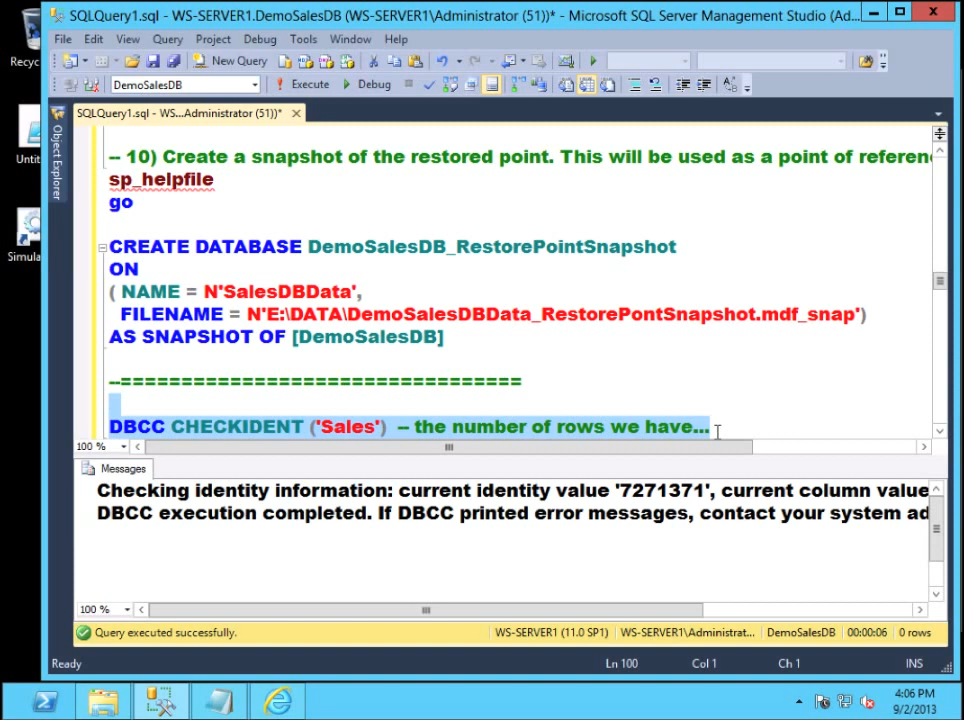 SQLQuery1.sql - WS-SERVER1.DemoSalesDB (WS-SERVER1\Administrator (51))* - Microsoft SQL Server Management Studio (Ad...
File Edit View Query Project Debug Tools Window Help
New Query
DemoSalesDB Execute Debug
SQLQuery1.sql - WS...Administrator (51))*
Object Explorer
-- 10) Create a snapshot of the restored point. This will be used as a point of
sp_helpfile
go
CREATE DATABASE DemoSalesDB_RestorePointSnapshot
ON
( NAME = N'SalesDBData',
FILENAME = N'E:\DATA\DemoSalesDBData_RestorePontSnapshot.mdf_snap')
AS SNAPSHOT OF [DemoSalesDB]
--==================================
DBCC CHECKIDENT ('Sales') -- the number of rows we have...
100 %
Messages
Checking identity information: current identity value '7271371', current column value
DBCC execution completed. If DBCC printed error messages, contact your system ad
100 %
Query executed successfully. WS-SERVER1 (11.0 SP1) WS-SERVER1\Administrat... DemoSalesDB 00:00:06 0 rows
Ready Ln 100 Col 1 Ch 1 INS
Recyc
Untit
Simula
4:06 PM
9/2/2013